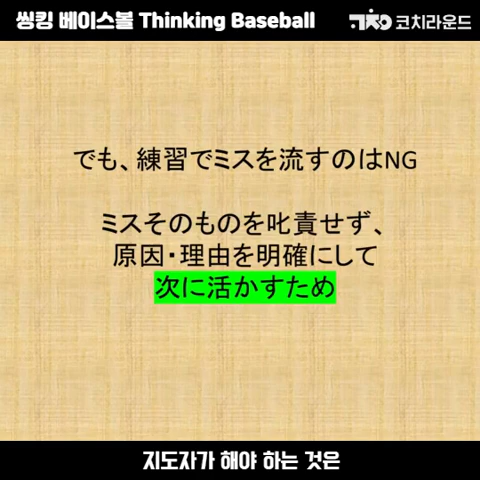 씽킹 베이스볼 Thinking Baseball
코치라운드
でも、練習でミスを流すのはNG
ミスそのものを叱責せず、
原因・理由を明確にして
次に活かすため
지도자가 해야 하는 것은